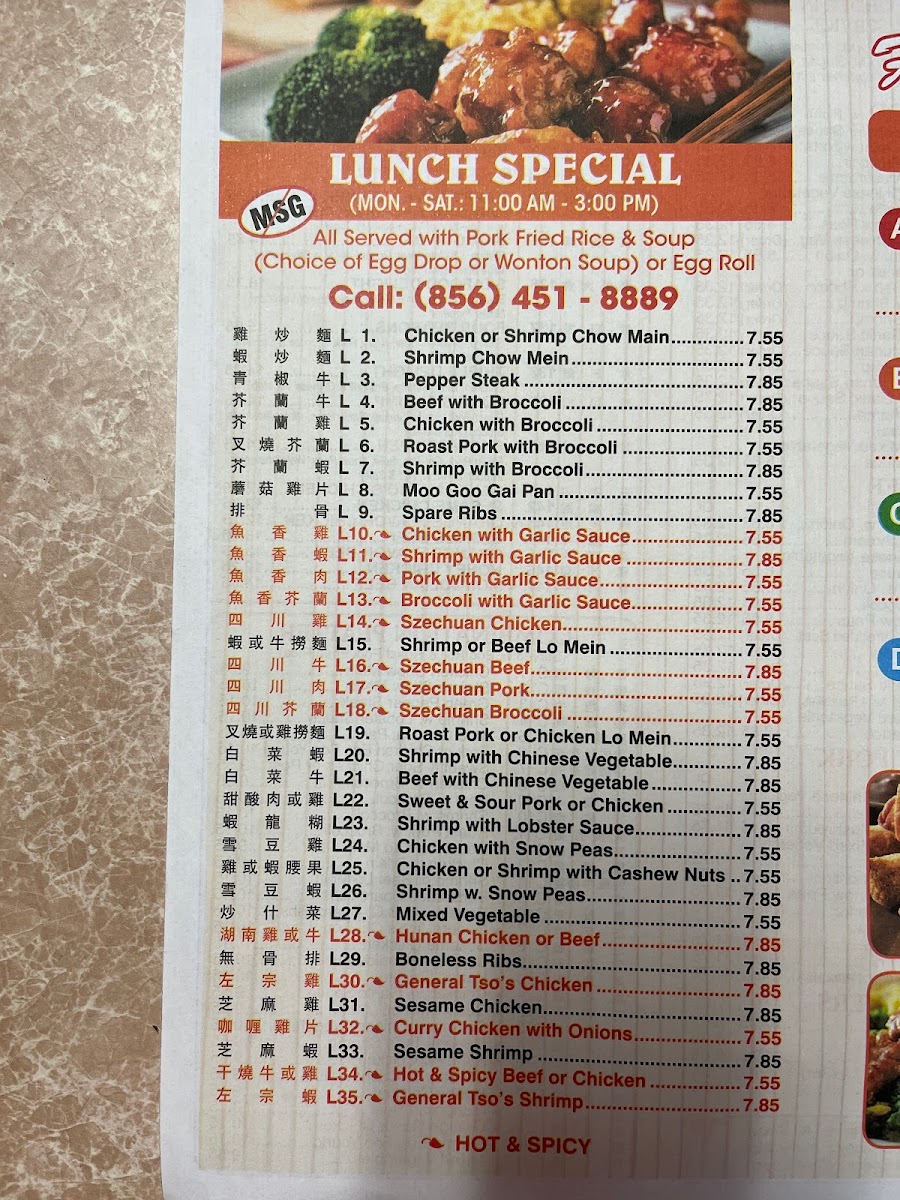 LUNCH SPECIAL
(MON. - SAT.: 11:00 AM - 3:00 PM)
MSG
All Served with Pork Fried Rice & Soup
(Choice of Egg Drop or Wonton Soup) or Egg Roll
Call: (856) 451 - 8889
雞炒麵 L 1. Chicken or Shrimp Chow Main 7.55
蝦炒麵 L 2. Shrimp Chow Mein 7.55
青椒牛 L 3. Pepper Steak 7.85
芥蘭牛 L 4. Beef with Broccoli 7.85
芥蘭雞 L 5. Chicken with Broccoli 7.55
叉燒芥蘭 L 6. Roast Pork with Broccoli 7.55
芥蘭蝦 L 7. Shrimp with Broccoli 7.85
蘑菇雞片 L 8. Moo Goo Gai Pan 7.55
排骨 L 9. Spare Ribs 7.85
魚香雞 L10. Chicken with Garlic Sauce 7.55
魚香蝦 L11. Shrimp with Garlic Sauce 7.85
魚香肉 L12. Pork with Garlic Sauce 7.55
魚香芥蘭 L13. Broccoli with Garlic Sauce 7.55
四川雞 L14. Szechuan Chicken 7.55
蝦或牛撈麵 L15. Shrimp or Beef Lo Mein 7.55
四川牛 L16. Szechuan Beef 7.85
四川肉 L17. Szechuan Pork 7.55
四川芥蘭 L18. Szechuan Broccoli 7.55
叉燒或雞撈麵 L19. Roast Pork or Chicken Lo Mein 7.55
白菜蝦 L20. Shrimp with Chinese Vegetable 7.85
白菜牛 L21. Beef with Chinese Vegetable 7.85
甜酸肉或雞 L22. Sweet & Sour Pork or Chicken 7.55
蝦龍糊 L23. Shrimp with Lobster Sauce 7.85
雪豆雞 L24. Chicken with Snow Peas 7.55
雞或蝦腰果 L25. Chicken or Shrimp with Cashew Nuts 7.55
雪豆蝦 L26. Shrimp w. Snow Peas 7.85
炒什菜 L27. Mixed Vegetable 7.55
湖南雞或牛 L28. Hunan Chicken or Beef 7.85
無骨排 L29. Boneless Ribs 7.85
左宗雞 L30. General Tso's Chicken 7.85
芝麻雞 L31. Sesame Chicken 7.85
咖喱雞片 L32. Curry Chicken with Onions 7.55
芝麻蝦 L33. Sesame Shrimp 7.85
干燒牛或雞 L34. Hot & Spicy Beef or Chicken 7.55
左宗蝦 L35. General Tso's Shrimp 7.85
HOT & SPICY